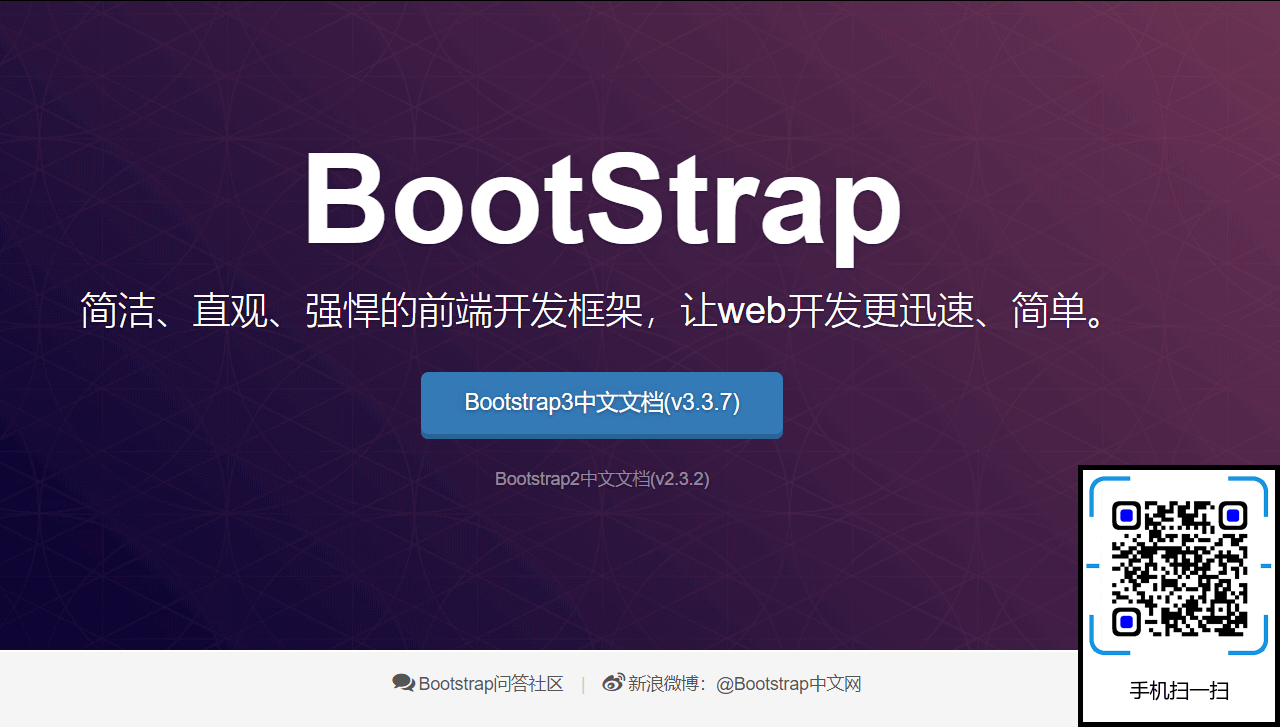 BootStrap
简洁、直观、强悍的前端开发框架，让web开发更迅速、简单。
Bootstrap3中文文档(v3.3.7)
Bootstrap2中文文档(v2.3.2)
Bootstrap问答社区 | 新浪微博：@Bootstrap中文网
手机扫一扫